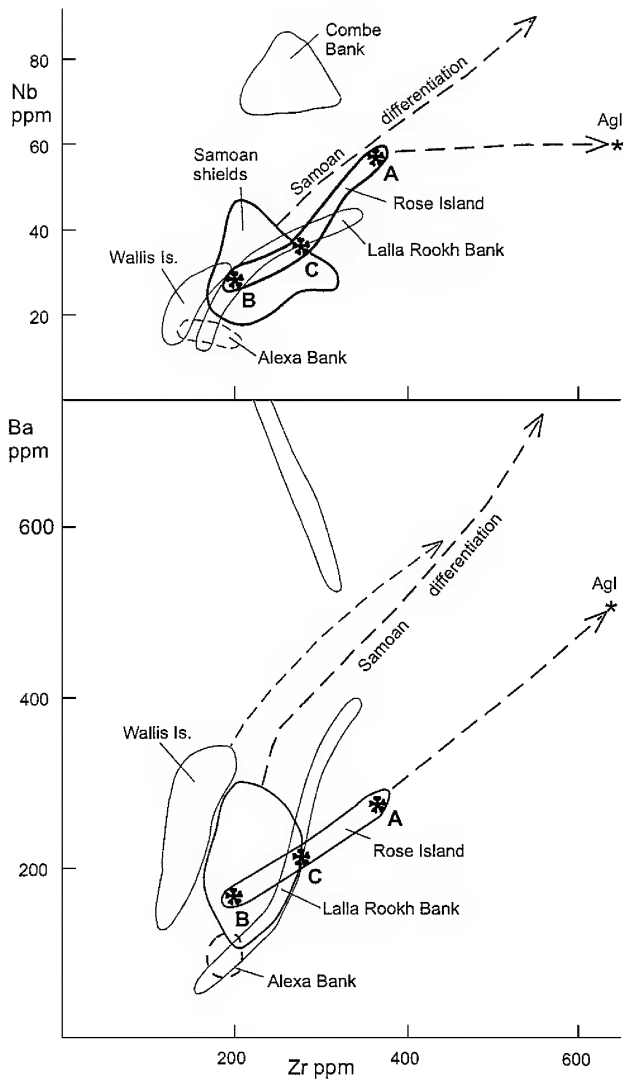 80
Nb
ppm
60
40
20
Combe
Bank
Samoan differentiation
Agl
*
A
Samoan
shields
Rose Island
Lalla Rookh Bank
Wallis Is.
C
B
Alexa Bank
Ba
ppm
600
400
200
Samoan differentiation
Agl
*
Wallis Is.
A
Rose Island
C
B
Lalla Rookh Bank
Alexa Bank
200
400
600
Zr ppm